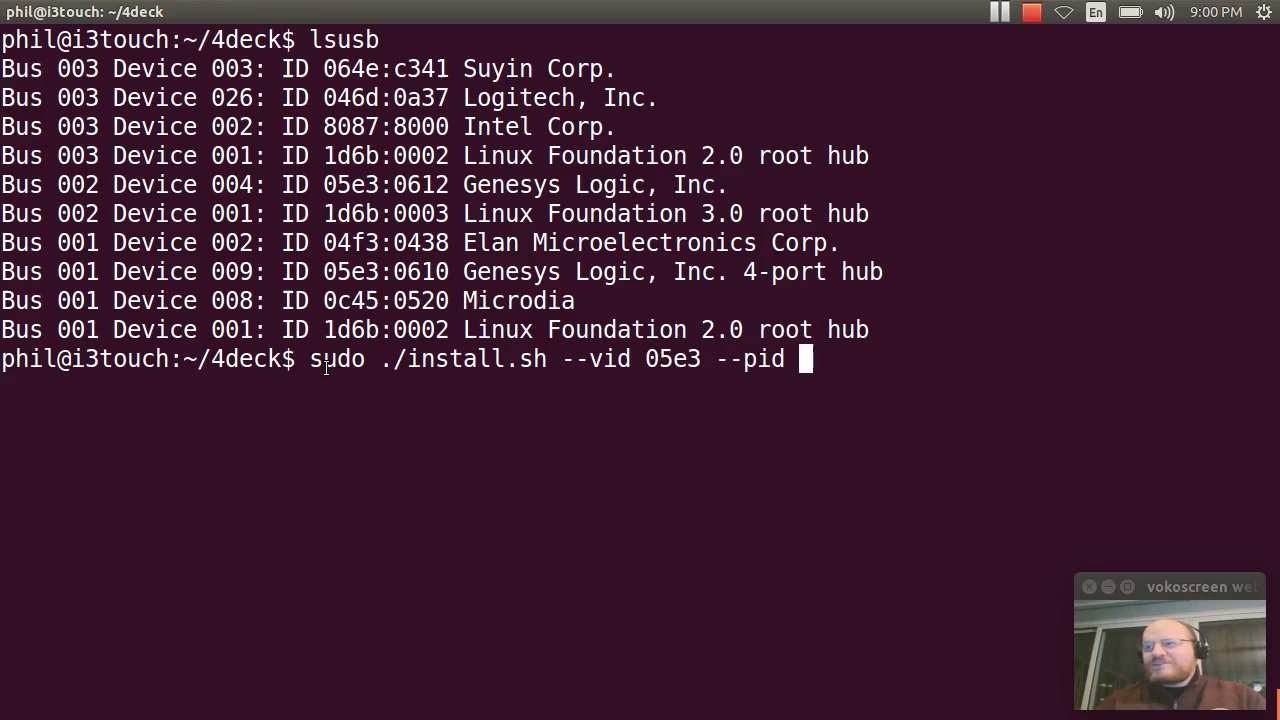 phil@i3touch: ~/4deck
En
9:00 PM
phil@i3touch:~/4deck$ lsusb
Bus 003 Device 003: ID 064e:c341 Suyin Corp.
Bus 003 Device 026: ID 046d:0a37 Logitech, Inc.
Bus 003 Device 002: ID 8087:8000 Intel Corp.
Bus 003 Device 001: ID 1d6b:0002 Linux Foundation 2.0 root hub
Bus 002 Device 004: ID 05e3:0612 Genesys Logic, Inc.
Bus 002 Device 001: ID 1d6b:0003 Linux Foundation 3.0 root hub
Bus 001 Device 002: ID 04f3:0438 Elan Microelectronics Corp.
Bus 001 Device 009: ID 05e3:0610 Genesys Logic, Inc. 4-port hub
Bus 001 Device 008: ID 0c45:0520 Microdia
Bus 001 Device 001: ID 1d6b:0002 Linux Foundation 2.0 root hub
phil@i3touch:~/4deck$ sudo ./install.sh --vid 05e3 --pid
vokoscreen